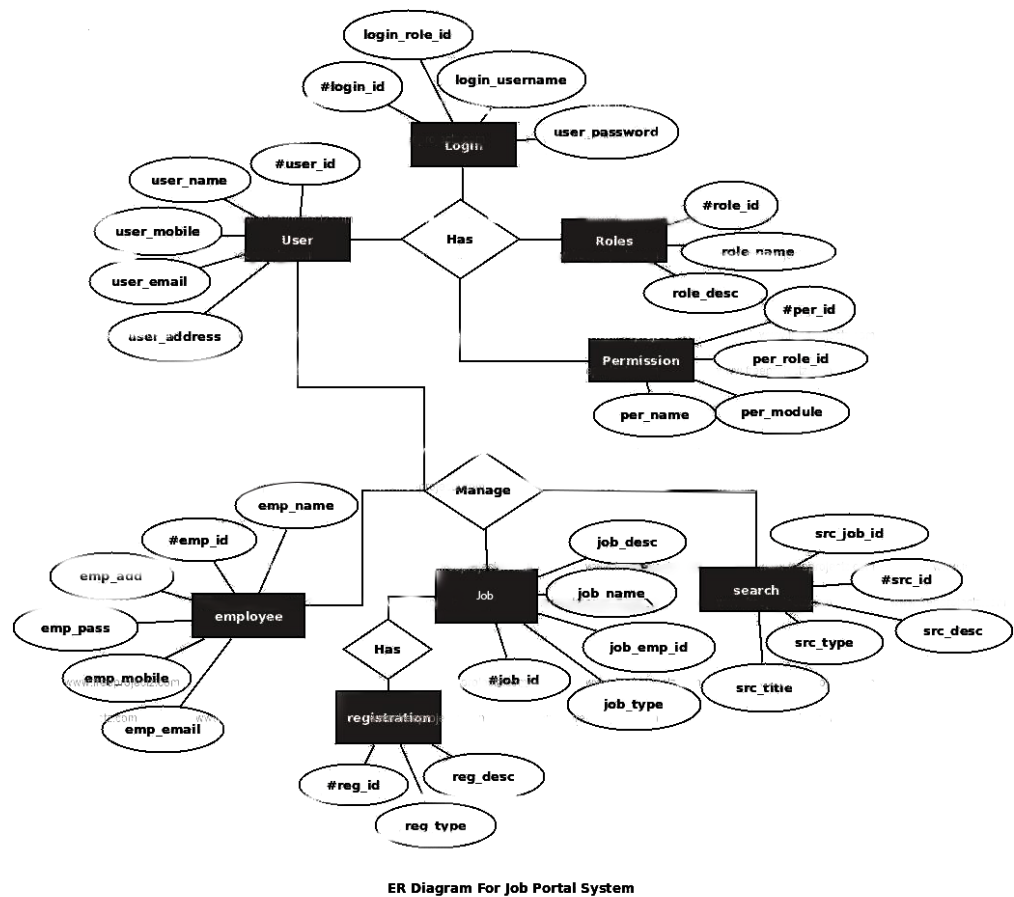 login_role_id
#login_id
login_username
user_password
Login
#user_id
user_name
user_mobile
user_email
user_address
User
Has
Roles
#role_id
role_name
role_desc
#per_id
Permission
per_role_id
per_name
per_module
Manage
emp_name
#emp_id
emp_add
emp_pass
employee
emp_mobile
emp_email
job_desc
Job
job_name
job_emp_id
#job_id
job_type
src_job_id
search
#src_id
src_desc
src_type
src_title
Has
registration
#reg_id
reg_desc
reg_type
ER Diagram For Job Portal System